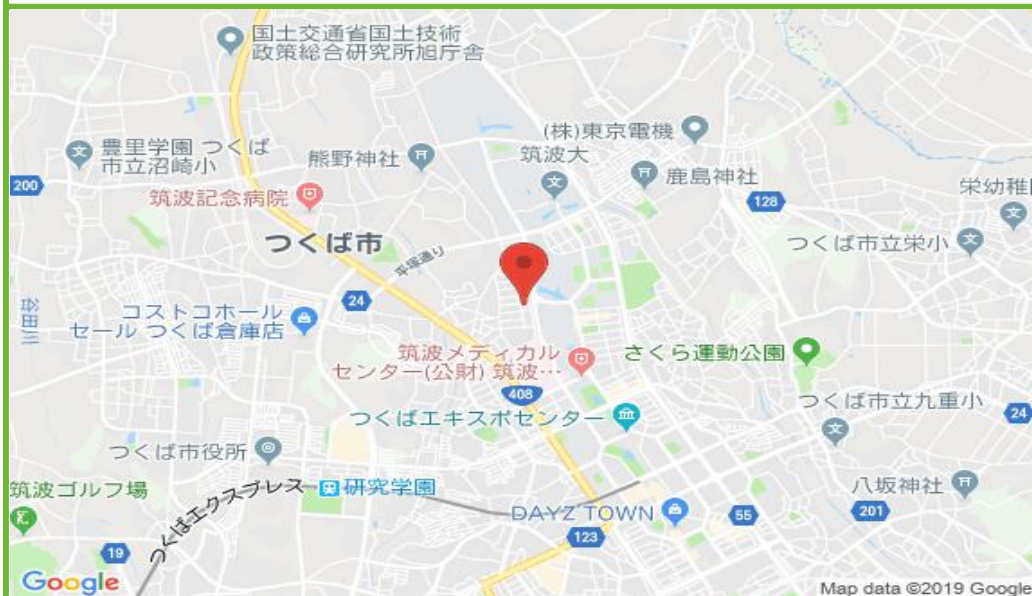 国土交通省国土技術
政策総合研究所旭庁舎
(株)東京電機
筑波大
豊里学園 つくば
市立沼崎小
熊野神社
鹿島神社
200
筑波記念病院
128
栄幼稚
つくば市
つくば市立栄小
平塚通り
谷田川
24
コストコホール
セール つくば倉庫店
筑波メディカル
センター(公財) 筑波…
さくら運動公園
408
つくばエキスポセンター
つくば市立九重小
24
つくば市役所
筑波ゴルフ場
つくばエクスプレス
研究学園
八坂神社
DAYZ TOWN
55
201
123
19
Google
Map data ©2019 Google